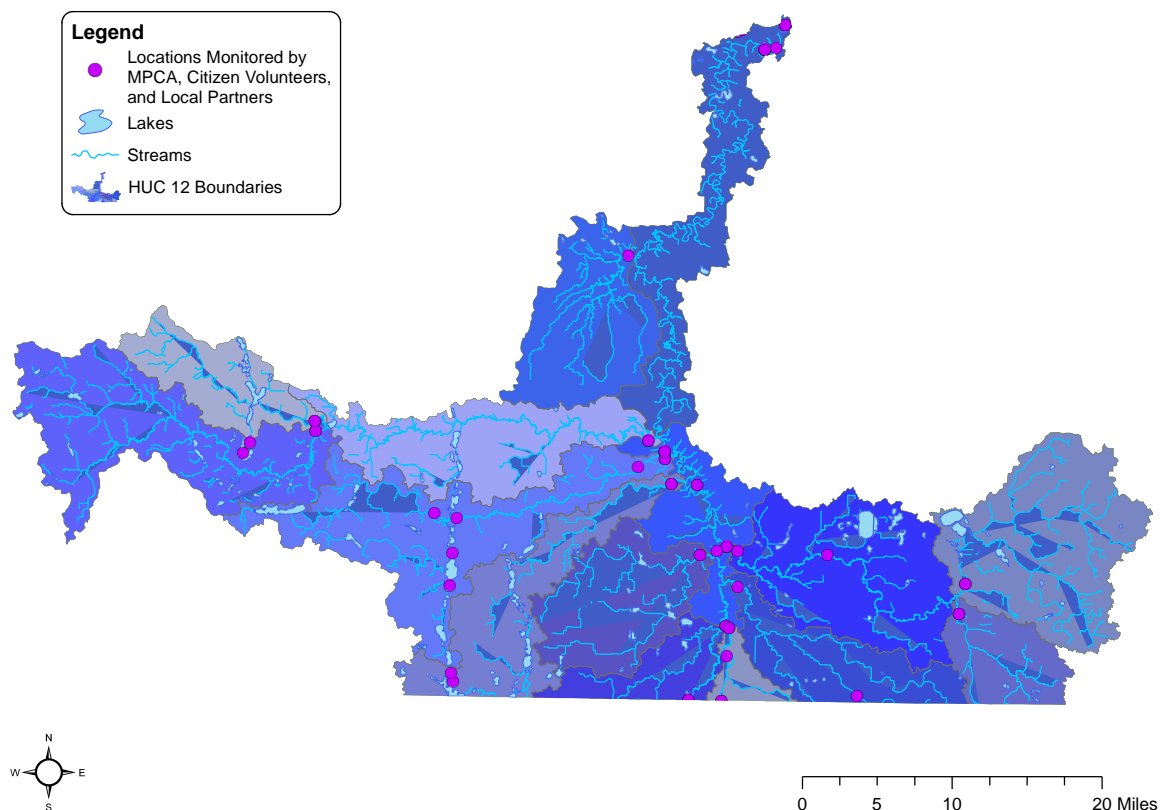 Legend
Locations Monitored by
MPCA, Citizen Volunteers,
and Local Partners
Lakes
Streams
HUC 12 Boundaries
N
W E
S
0 5 10 20 Miles